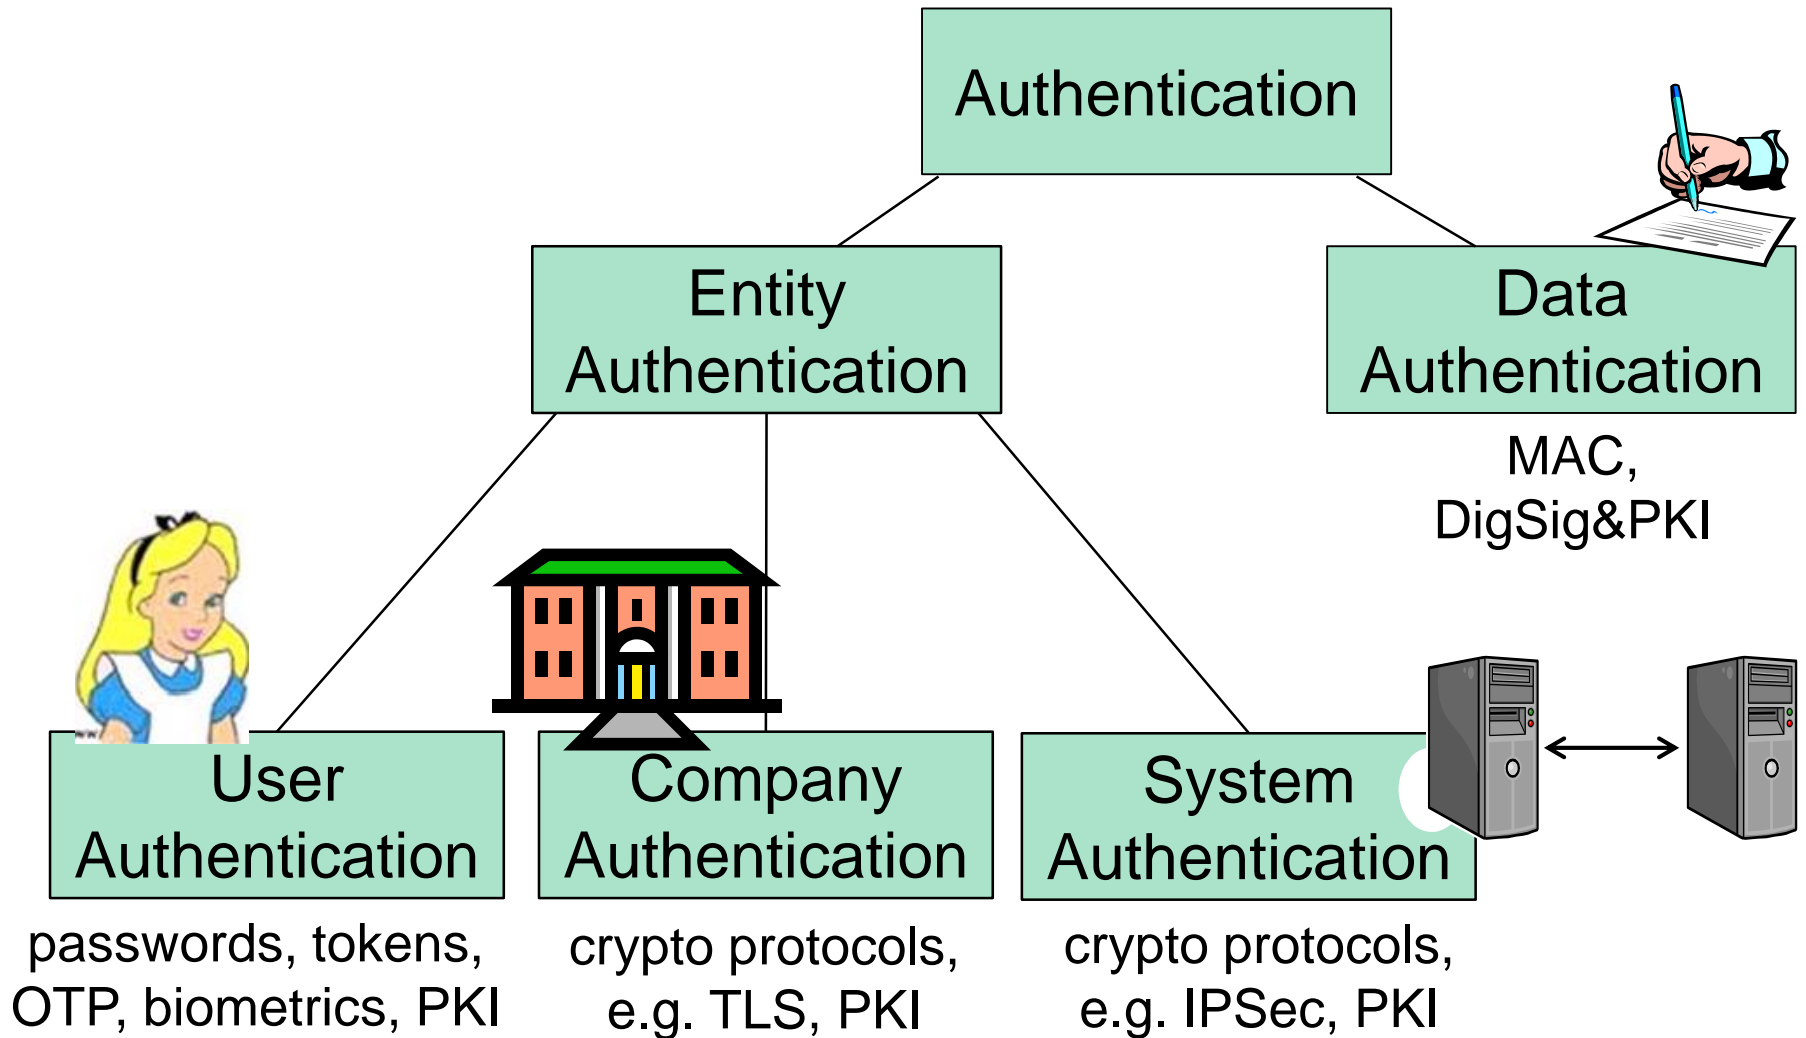 Authentication
Entity
Authentication
Data
Authentication
MAC,
DigSig&PKI
User
Authentication
passwords, tokens,
OTP, biometrics, PKI
Company
Authentication
crypto protocols,
e.g. TLS, PKI
System
Authentication
crypto protocols,
e.g. IPSec, PKI